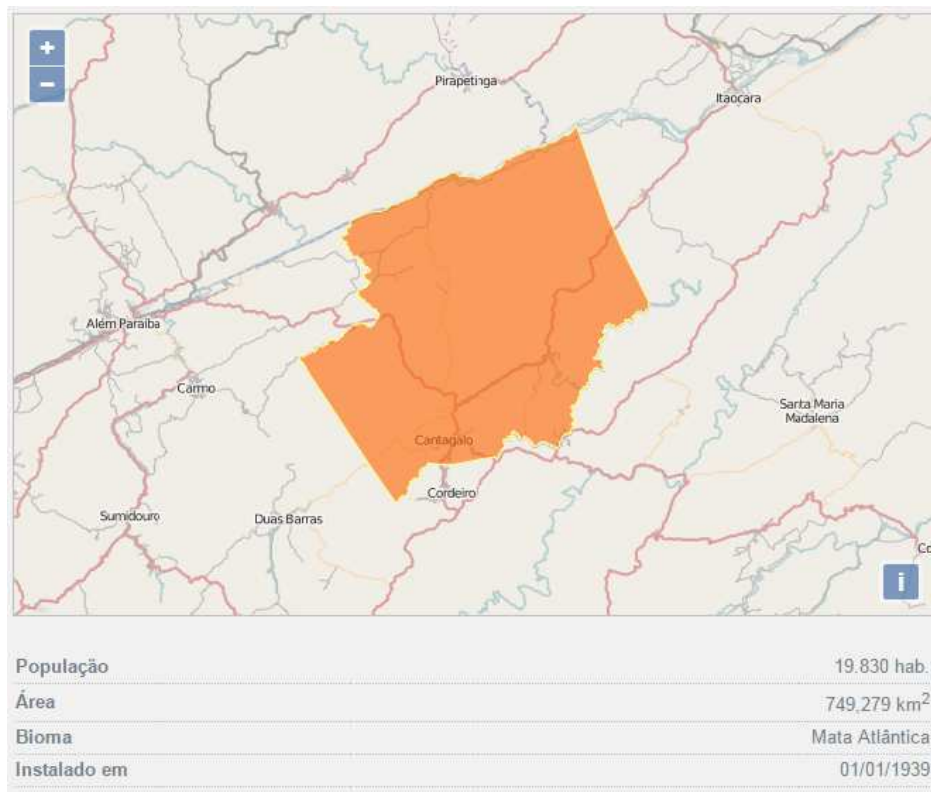 +
−
Pirapetinga
Itaocara
Além Paraíba
Carmo
Santa Maria
Madalena
Cantagalo
Cordeiro
Sumidouro
Duas Barras
Co
i
População 19.830 hab.
Área 749,279 km²
Bioma Mata Atlântica
Instalado em 01/01/1939